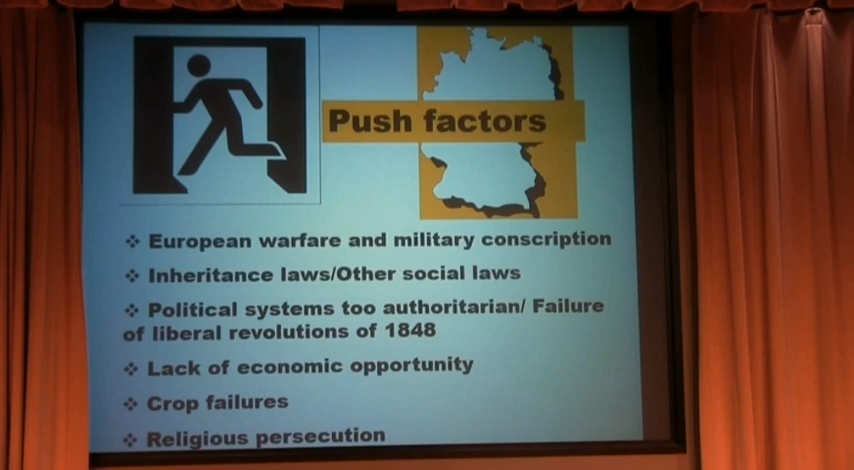 Push factors
❖ European warfare and military conscription
❖ Inheritance laws/Other social laws
❖ Political systems too authoritarian/ Failure
of liberal revolutions of 1848
❖ Lack of economic opportunity
❖ Crop failures
❖ Religious persecution